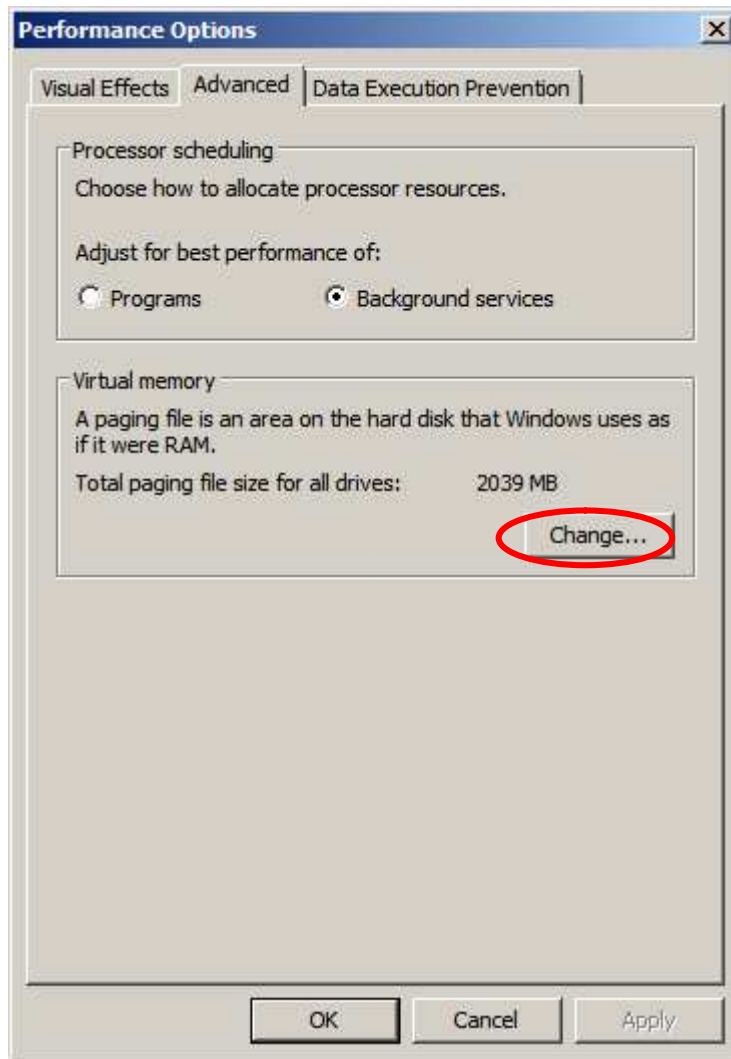 Performance Options
Visual Effects
Advanced
Data Execution Prevention
Processor scheduling
Choose how to allocate processor resources.
Adjust for best performance of:
Programs
Background services
Virtual memory
A paging file is an area on the hard disk that Windows uses as
if it were RAM.
Total paging file size for all drives: 2039 MB
Change...
OK
Cancel
Apply